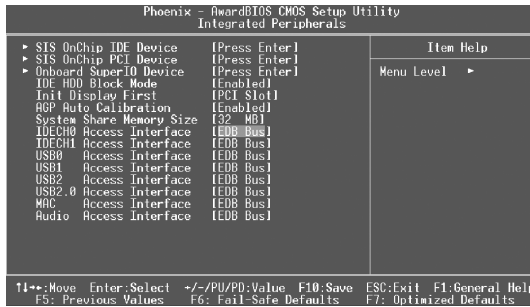 Phoenix - AwardBIOS CMOS Setup Utility
Integrated Peripherals
► SIS OnChip IDE Device [Press Enter]
► SIS OnChip PCI Device [Press Enter]
► Onboard SuperIO Device [Press Enter]
IDE HDD Block Mode [Enabled]
Init Display First [PCI Slot]
AGP Auto Calibration [Enabled]
System Share Memory Size [32 MB]
IDECH0 Access Interface [EDB Bus]
IDECH1 Access Interface [EDB Bus]
USB0 Access Interface [EDB Bus]
USB1 Access Interface [EDB Bus]
USB2 Access Interface [EDB Bus]
USB2.0 Access Interface [EDB Bus]
MAC Access Interface [EDB Bus]
Audio Access Interface [EDB Bus]
Item Help
Menu Level ►
↑↓→←:Move Enter:Select +/-/PU/PD:Value F10:Save ESC:Exit F1:General Help
F5: Previous Values F6: Fail-Safe Defaults F7: Optimized Defaults